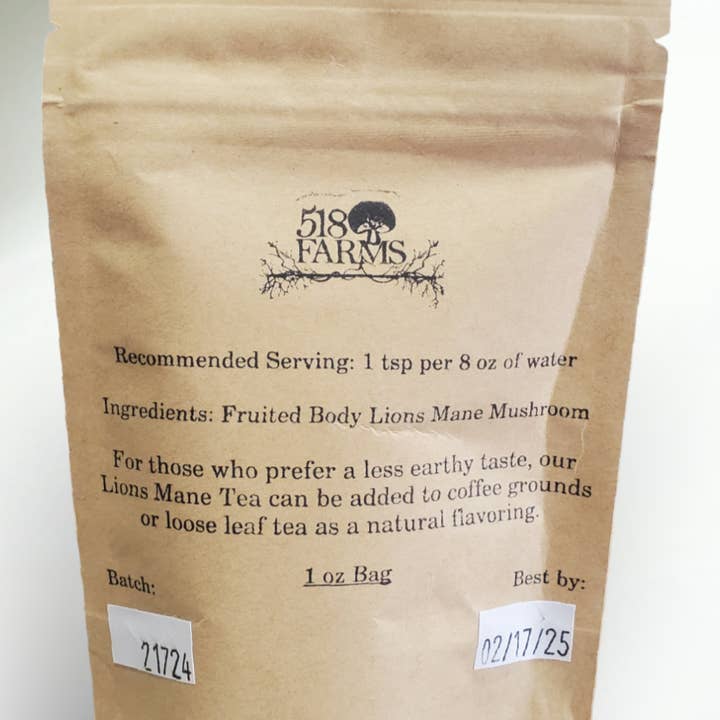 518
FARMS
Recommended Serving: 1 tsp per 8 oz of water
Ingredients: Fruited Body Lions Mane Mushroom
For those who prefer a less earthy taste, our
Lions Mane Tea can be added to coffee grounds
or loose leaf tea as a natural flavoring.
Batch: 1 oz Bag Best by:
21724 02/17/25